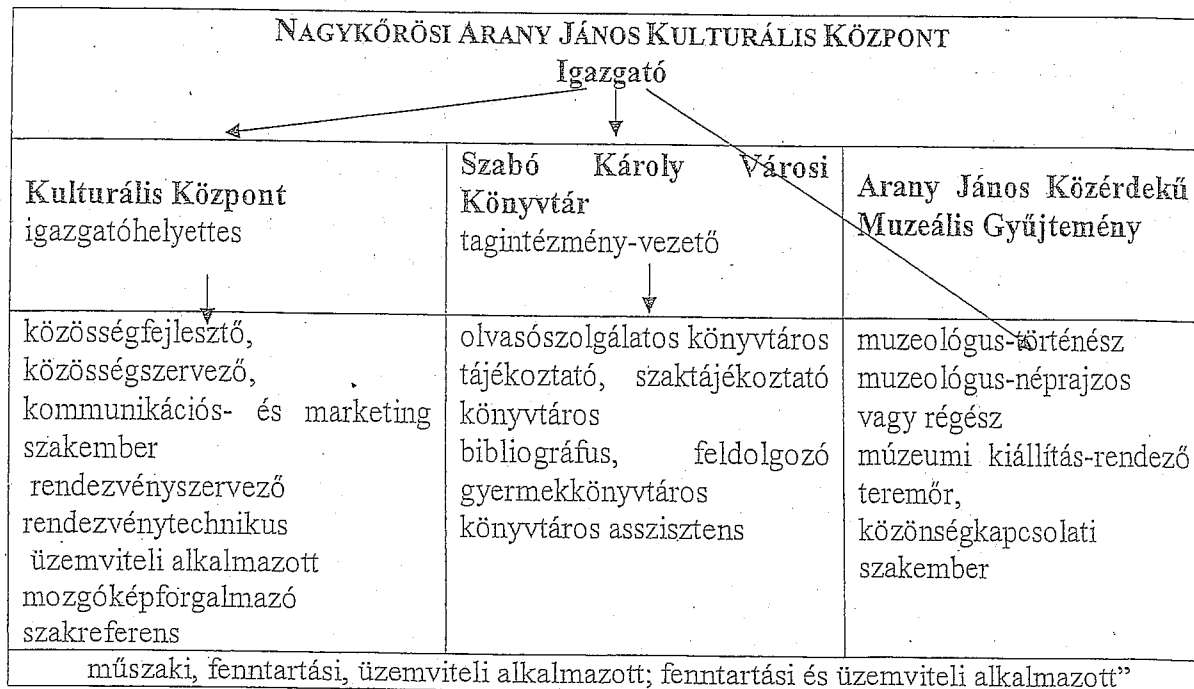 NAGYKŐRÖSI ARANY JÁNOS KULTURÁLIS KÖZPONT
Igazgató
Kulturális Központ
igazgatóhelyettes
Szabó Károly Városi
Könyvtár
tagintézmény-vezető
Arany János Közérdekű
Muzeális Gyűjtemény
közösségfejlesztő,
közösségszervező,
kommunikációs- és marketing
szakember
rendezvényszervező
rendezvénytechnikus
üzemviteli alkalmazott
mozgóképforgalmazó
szakreferens
olvasószolgálatos könyvtáros
tájékoztató, szaktájékoztató
könyvtáros
bibliográfus, feldolgozó
gyermekkönyvtáros
könyvtáros asszisztens
muzeológus-történész
muzeológus-néprajzos
vagy régész
múzeumi kiállítás-rendező
teremőr,
közönségkapcsolati
szakember
műszaki, fenntartási, üzemviteli alkalmazott; fenntartási és üzemviteli alkalmazott”